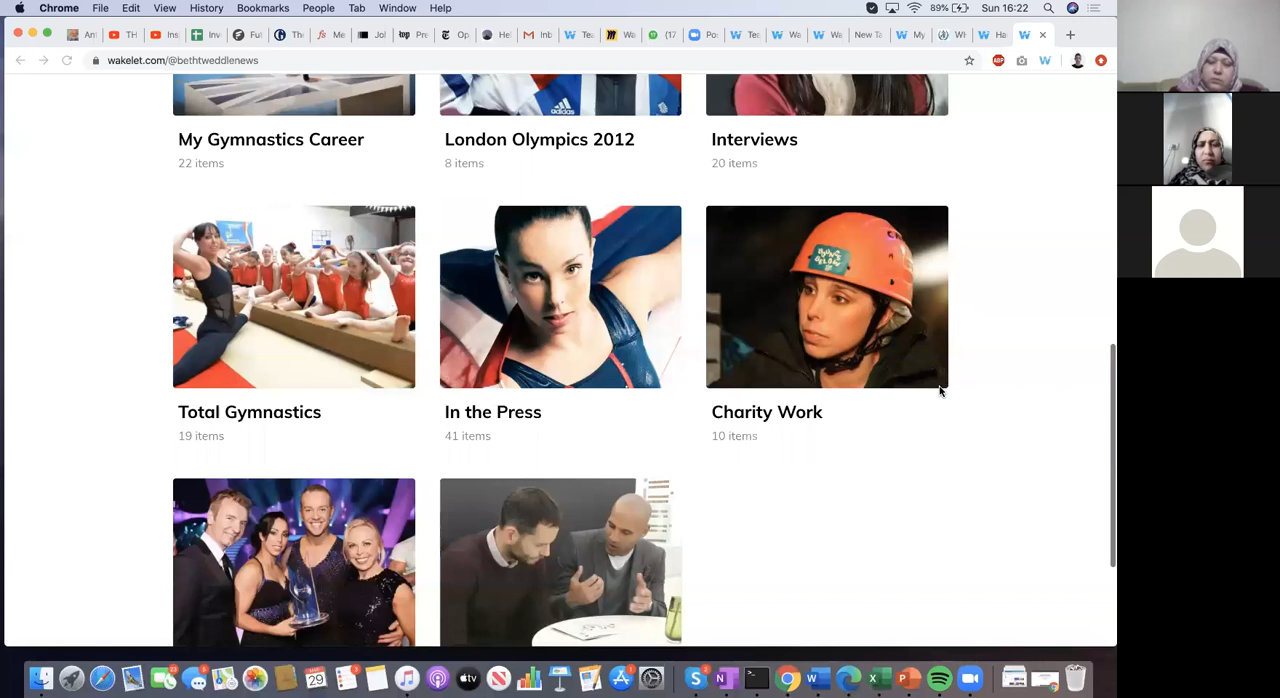 Chrome File Edit View History Bookmarks People Tab Window Help 89% Sun 16:22
wakelet.com/@bethtweddlenews
ABP
adidas
My Gymnastics Career London Olympics 2012 Interviews
22 items 8 items 20 items
Total Gymnastics In the Press Charity Work
19 items 41 items 10 items